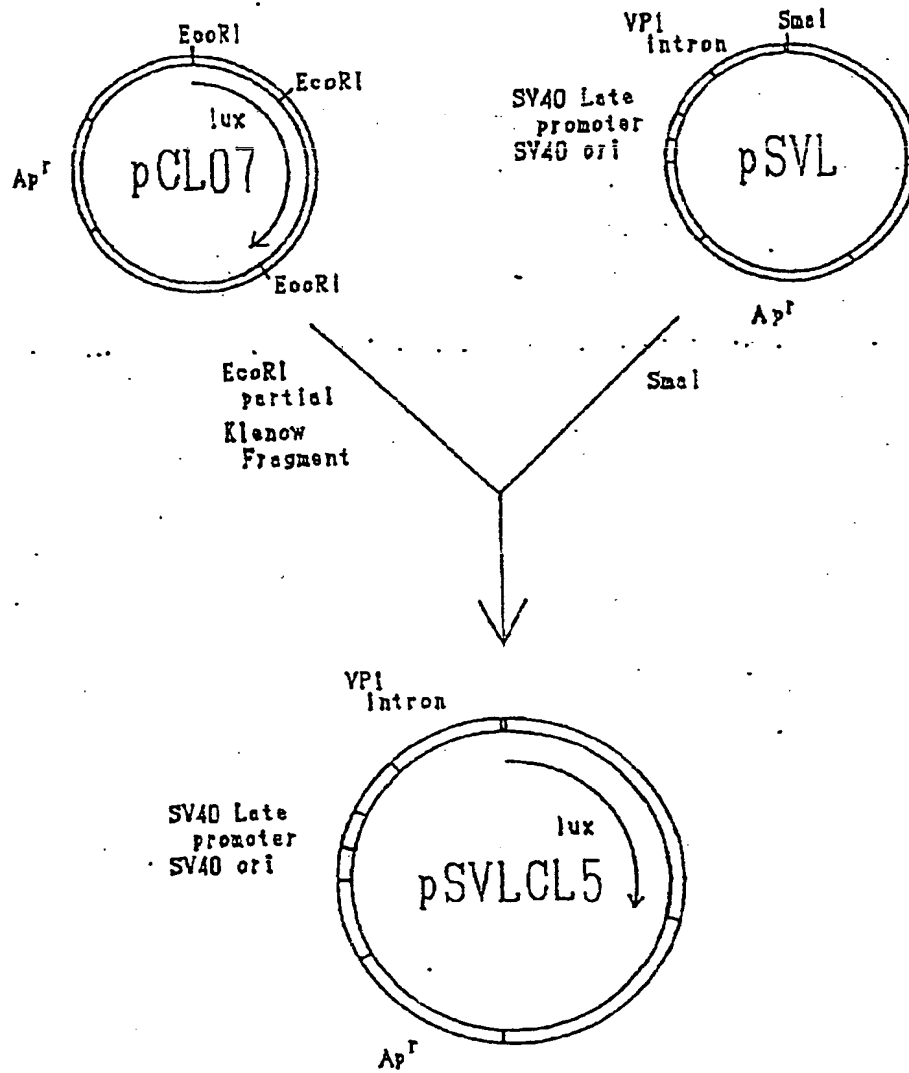 EcoRI
EcoRI
lux
pCL07
Ap^r
EcoRI
VP1
intron
SmaI
SV40 Late
promoter
SV40 ori
pSVL
Ap^r
EcoRI
partial
Klenow
Fragment
SmaI
VP1
intron
SV40 Late
promoter
SV40 ori
lux
pSVLCL5
Ap^r